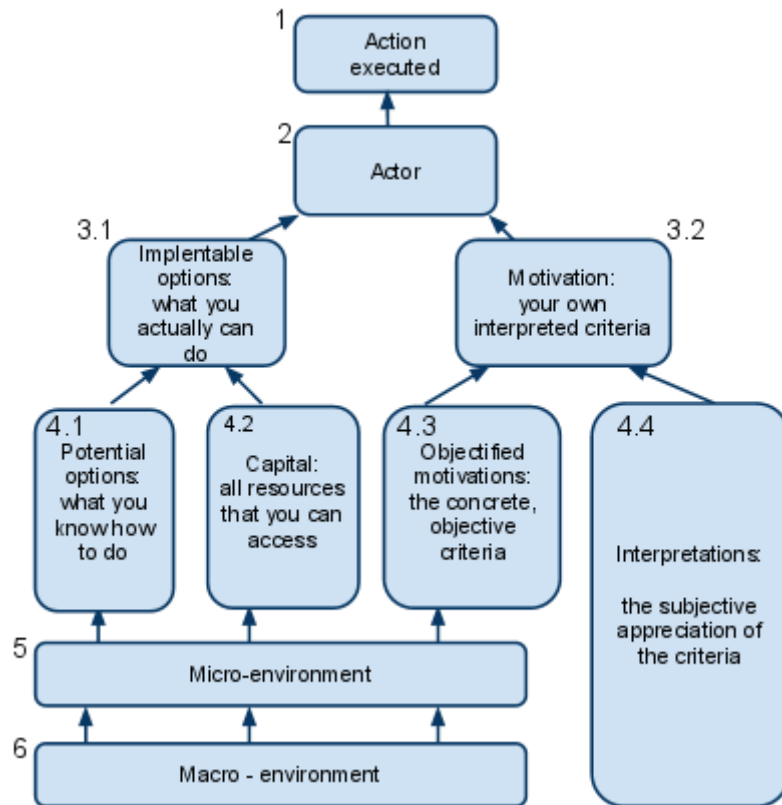 1
Action
executed
2
Actor
3.1
Implentable
options:
what you
actually can
do
3.2
Motivation:
your own
interpreted criteria
4.1
Potential
options:
what you
know how
to do
4.2
Capital:
all resources
that you can
access
4.3
Objectified
motivations:
the concrete,
objective
criteria
4.4
Interpretations:
the subjective
appreciation of
the criteria
5
Micro-environment
6
Macro - environment